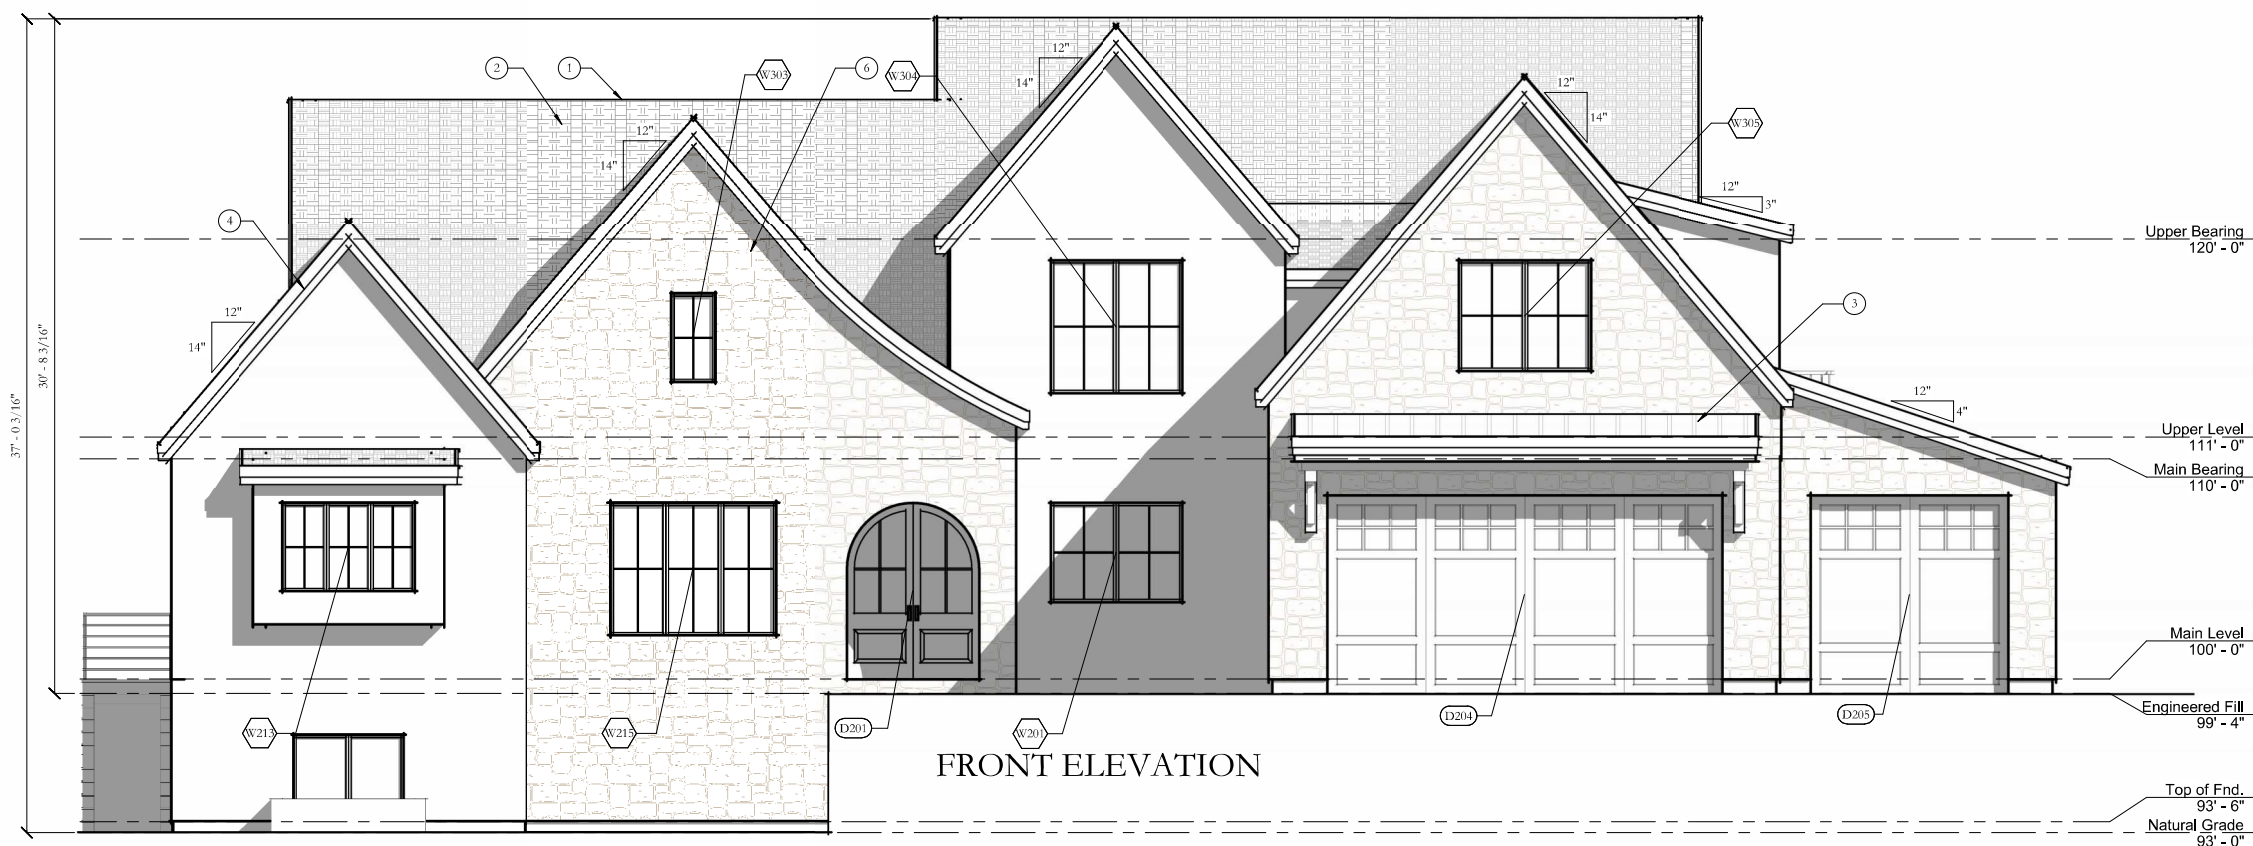 2
1
W303
6
W304
12"
14"
12"
14"
W305
12"
14"
12"
3"
4
Upper Bearing
120' - 0"
12"
14"
3
37' - 0 3/16"
30' - 8 3/16"
12"
4"
Upper Level
111' - 0"
Main Bearing
110' - 0"
Main Level
100' - 0"
Engineered Fill
99' - 4"
W213
W215
D201
W201
D204
D205
FRONT ELEVATION
Top of Fnd.
93' - 6"
Natural Grade
93' - 0"